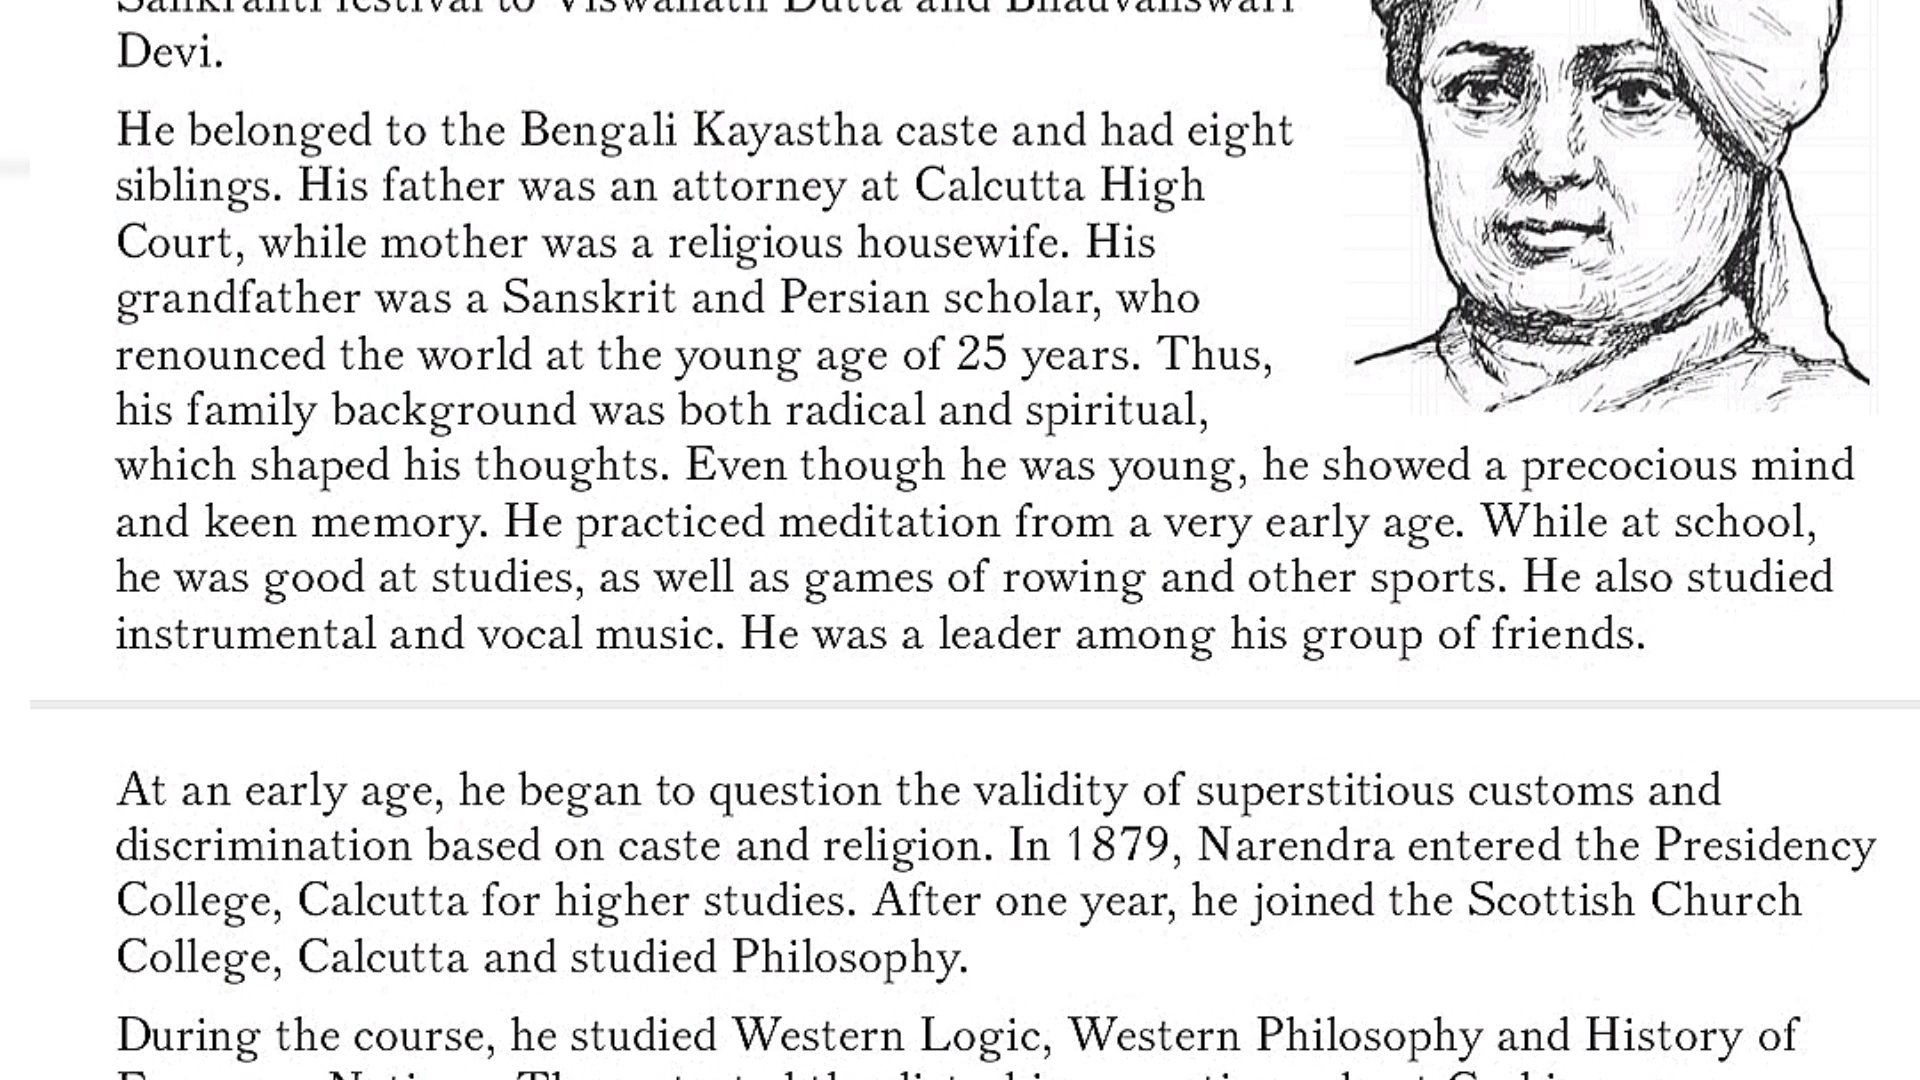 Sankranti festival to Viswanath Dutta and Bhauvanswari
Devi.
He belonged to the Bengali Kayastha caste and had eight
siblings. His father was an attorney at Calcutta High
Court, while mother was a religious housewife. His
grandfather was a Sanskrit and Persian scholar, who
renounced the world at the young age of 25 years. Thus,
his family background was both radical and spiritual,
which shaped his thoughts. Even though he was young, he showed a precocious mind
and keen memory. He practiced meditation from a very early age. While at school,
he was good at studies, as well as games of rowing and other sports. He also studied
instrumental and vocal music. He was a leader among his group of friends.
At an early age, he began to question the validity of superstitious customs and
discrimination based on caste and religion. In 1879, Narendra entered the Presidency
College, Calcutta for higher studies. After one year, he joined the Scottish Church
College, Calcutta and studied Philosophy.
During the course, he studied Western Logic, Western Philosophy and History of